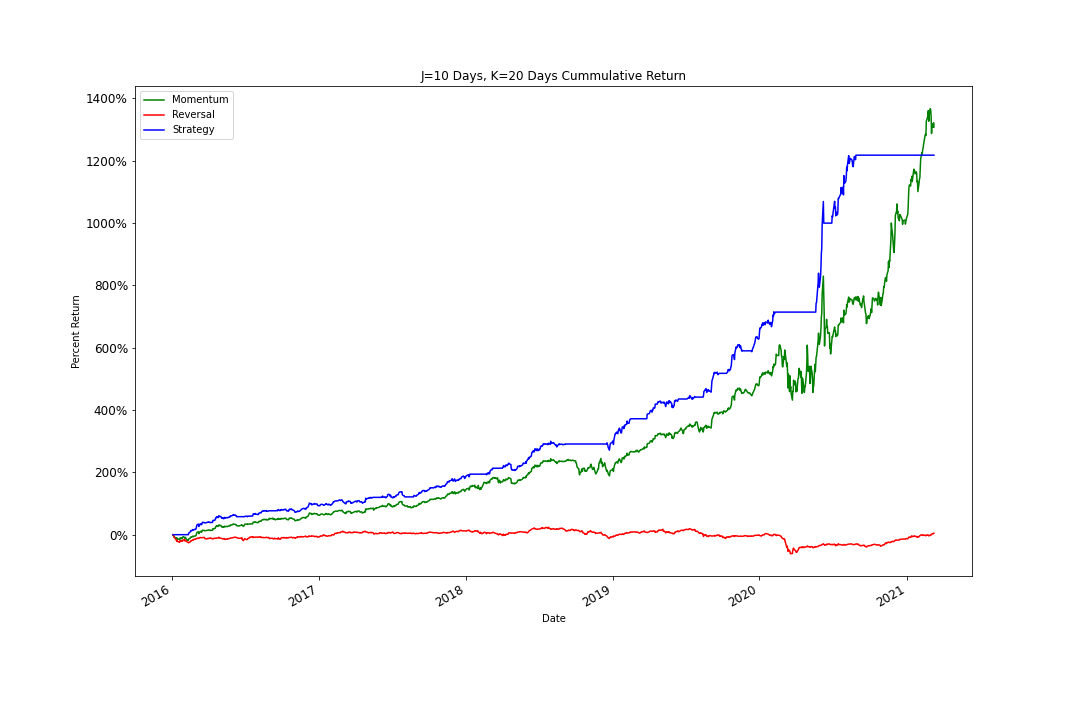 J=10 Days, K=20 Days Cummulative Return
Momentum
Reversal
Strategy
1400%
1200%
1000%
800%
600%
400%
200%
0%
Percent Return
2016
2017
2018
2019
2020
2021
Date